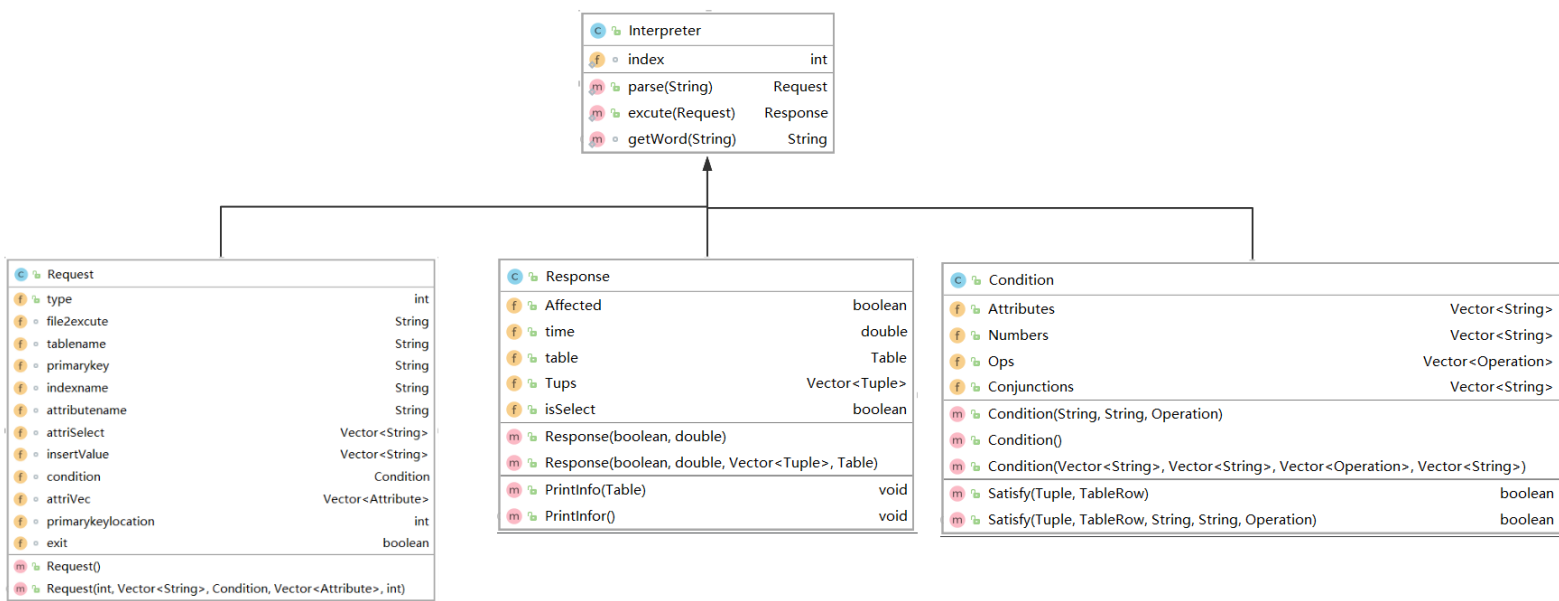 Interpreter
index int
parse(String) Request
excute(Request) Response
getWord(String) String
Request
type int
file2excute String
tablename String
primarykey String
indexname String
attributename String
attriSelect Vector<String>
insertValue Vector<String>
condition Condition
attriVec Vector<Attribute>
primarykeylocation int
exit boolean
Request()
Request(int, Vector<String>, Condition, Vector<Attribute>, int)
Response
Affected boolean
time double
table Table
Tups Vector<Tuple>
isSelect boolean
Response(boolean, double)
Response(boolean, double, Vector<Tuple>, Table)
PrintInfo(Table) void
PrintInfor() void
Condition
Attributes Vector<String>
Numbers Vector<String>
Ops Vector<Operation>
Conjunctions Vector<String>
Condition(String, String, Operation)
Condition()
Condition(Vector<String>, Vector<String>, Vector<Operation>, Vector<String>)
Satisfy(Tuple, TableRow) boolean
Satisfy(Tuple, TableRow, String, String, Operation) boolean